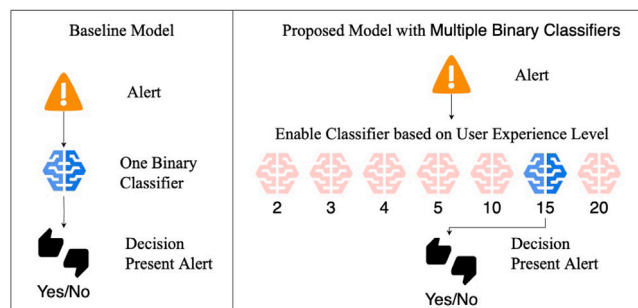 Baseline Model
Alert
One Binary
Classifier
Decision
Present Alert
Yes/No
Proposed Model with Multiple Binary Classifiers
Alert
Enable Classifier based on User Experience Level
2 3 4 5 10 15 20
Decision
Present Alert
Yes/No